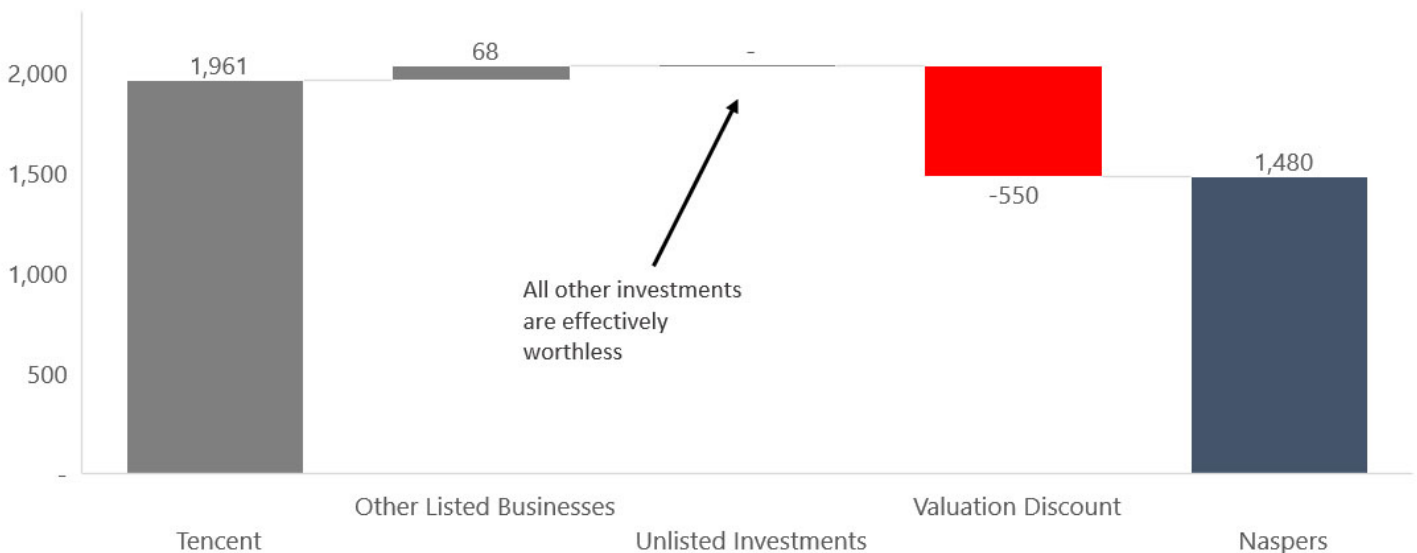 2,000
1,500
1,000
500
-
1,961
68
-
-550
1,480
All other investments
are effectively
worthless
Tencent
Other Listed Businesses
Unlisted Investments
Valuation Discount
Naspers